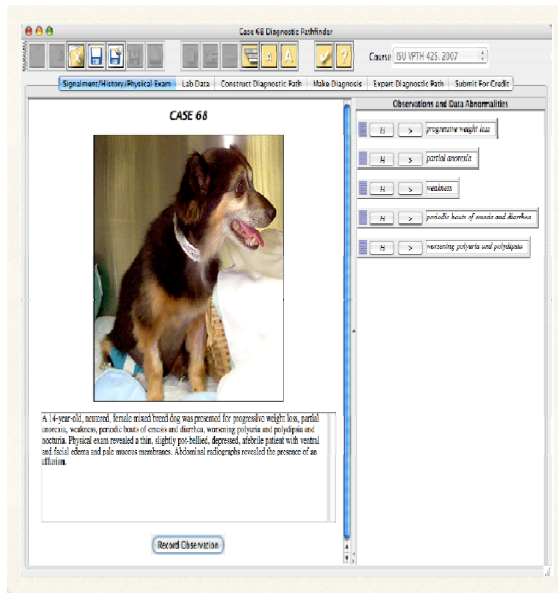 Case 68 Diagnostic Pathfinder
Course ISU VPTH 425, 2007
Signalment/History/Physical Exam Lab Data Construct Diagnostic Path Make Diagnosis Expert Diagnostic Path Submit For Credit
CASE 68
A 14-year-old, neutered, female mixed breed dog was presented for progressive weight loss, partial
anorexia, weakness, periodic bouts of emesis and diarrhea, worsening polyuria and polydipsia and
nocturia. Physical exam revealed a thin, slightly pot-bellied, depressed, afebrile patient with ventral
and facial edema and pale mucous membranes. Abdominal radiographs revealed the presence of an
effusion.
Record Observation
Observations and Data Abnormalities
H > progressive weight loss
H > partial anorexia
H > weakness
H > periodic bouts of emesis and diarrhea
H > worsening polyuria and polydipsia